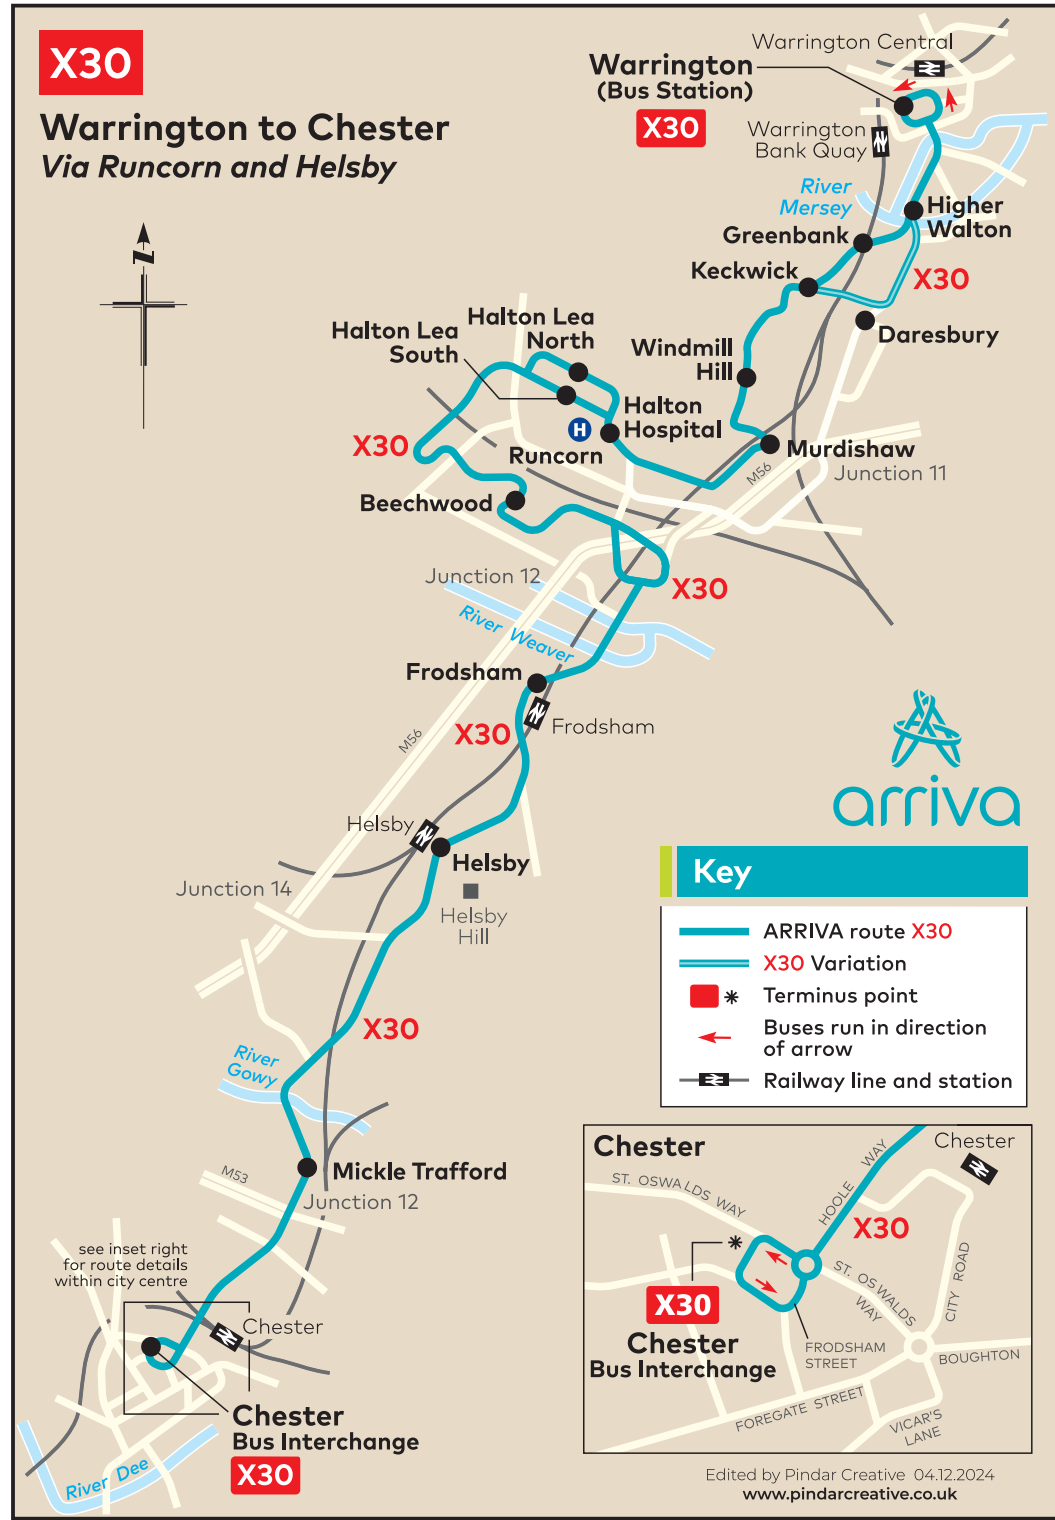 X30
Warrington to Chester
Via Runcorn and Helsby
Z
Warrington Central
Warrington
(Bus Station)
X30
Warrington
Bank Quay
River
Mersey
Higher
Walton
Greenbank
Keckwick
X30
Daresbury
Halton Lea
North
Halton Lea
South
Windmill
Hill
Halton
Hospital
H
Runcorn
X30
Murdishaw
Junction 11
M56
Beechwood
Junction 12
X30
River Weaver
Frodsham
X30
Frodsham
M56
Helsby
Helsby
Junction 14
Helsby
Hill
X30
River
Gowy
Mickle Trafford
M53
Junction 12
see inset right
for route details
within city centre
Chester
Chester
Bus Interchange
X30
River Dee
arriva
Key
ARRIVA route X30
X30 Variation
* Terminus point
Buses run in direction
of arrow
Railway line and station
Chester
Chester
ST. OSWALDS WAY
HOOLE WAY
X30
*
X30
Chester
Bus Interchange
ST. OSWALDS
WAY
CITY ROAD
FRODSHAM
STREET
BOUGHTON
FOREGATE STREET
VICAR'S
LANE
Edited by Pindar Creative 04.12.2024
www.pindarcreative.co.uk